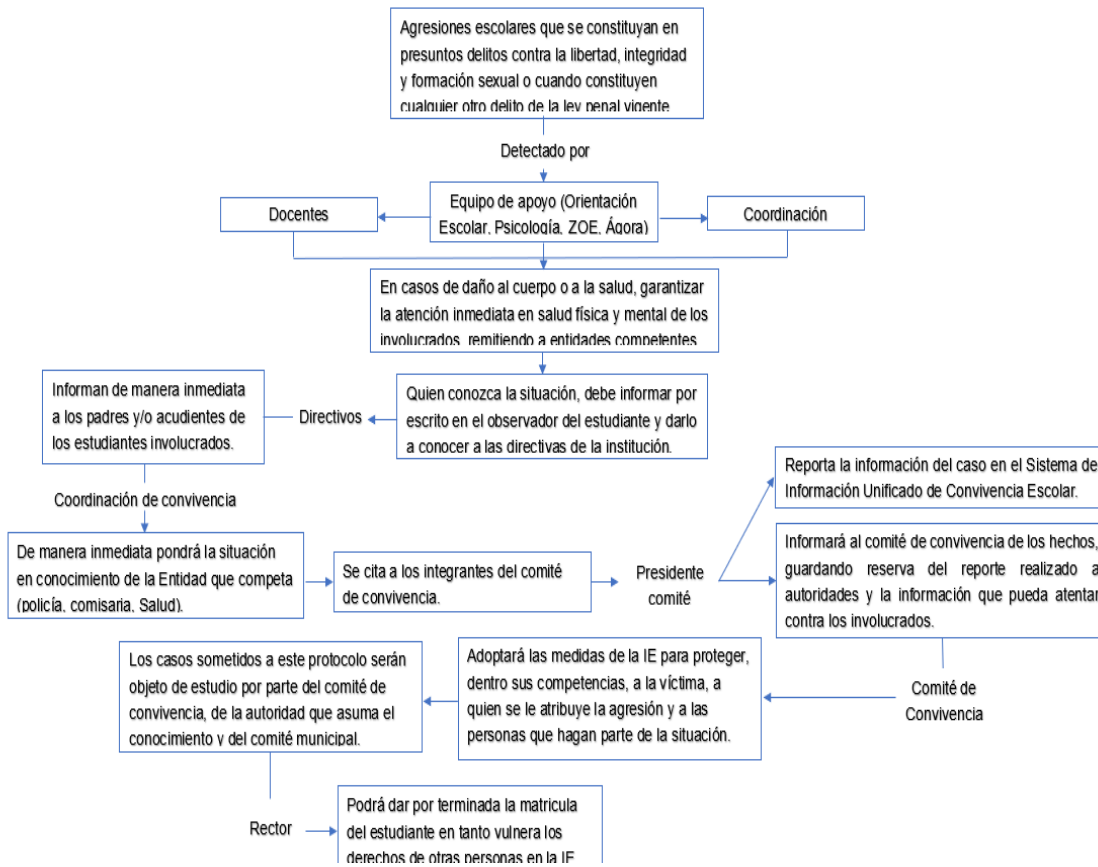 Agresiones escolares que se constituyan en
presuntos delitos contra la libertad, integridad
y formación sexual o cuando constituyen
cualquier otro delito de la ley penal vigente
Detectado por
Equipo de apoyo (Orientación
Escolar, Psicología, ZOE, Ágora)
Docentes
Coordinación
En casos de daño al cuerpo o a la salud, garantizar
la atención inmediata en salud física y mental de los
involucrados, remitiendo a entidades competentes
Quien conozca la situación, debe informar por
escrito en el observador del estudiante y darlo
a conocer a las directivas de la institución.
Directivos
Informan de manera inmediata
a los padres y/o acudientes de
los estudiantes involucrados.
Coordinación de convivencia
De manera inmediata pondrá la situación
en conocimiento de la Entidad que competa
(policía, comisaria, Salud).
Se cita a los integrantes del comité
de convivencia.
Presidente
comité
Reporta la información del caso en el Sistema de
Información Unificado de Convivencia Escolar.
Informará al comité de convivencia de los hechos,
guardando reserva del reporte realizado a
autoridades y la información que pueda atentar
contra los involucrados.
Comité de
Convivencia
Adoptará las medidas de la IE para proteger,
dentro sus competencias, a la víctima, a
quien se le atribuye la agresión y a las
personas que hagan parte de la situación.
Los casos sometidos a este protocolo serán
objeto de estudio por parte del comité de
convivencia, de la autoridad que asuma el
conocimiento y del comité municipal.
Rector
Podrá dar por terminada la matricula
del estudiante en tanto vulnera los
derechos de otras personas en la IE